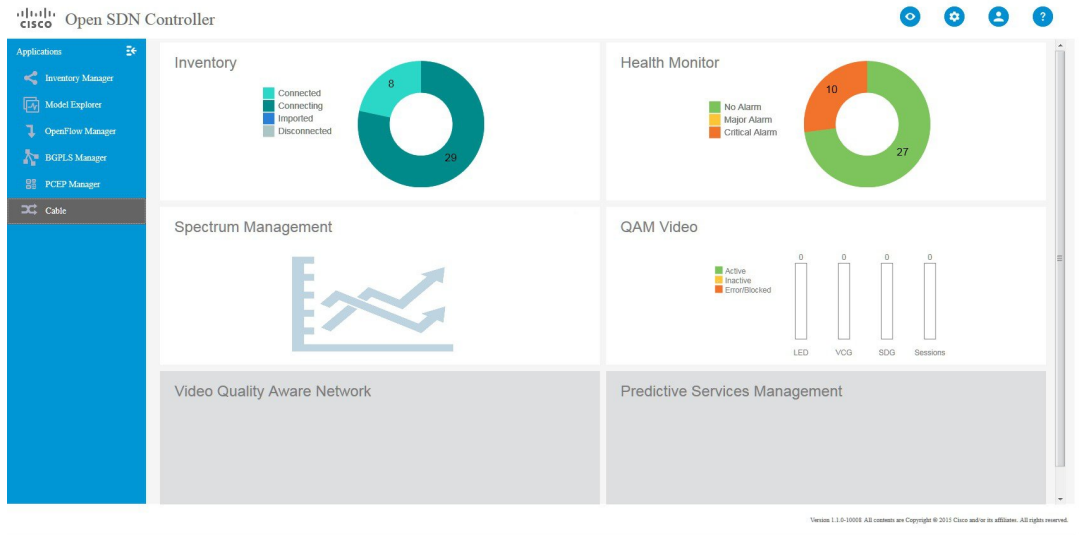 CISCO Open SDN Controller
?
Applications
Inventory Manager
Model Explorer
OpenFlow Manager
BGPLS Manager
PCEP Manager
Cable
Inventory
Connected
Connecting
Imported
Disconnected
8
29
Health Monitor
No Alarm
Major Alarm
Critical Alarm
10
27
Spectrum Management
QAM Video
Active
Inactive
Error/Blocked
0 0 0 0
LED VCG SDG Sessions
Video Quality Aware Network
Predictive Services Management
Version 1.1.0-10008 All contents are Copyright © 2015 Cisco and/or its affiliates. All rights reserved.